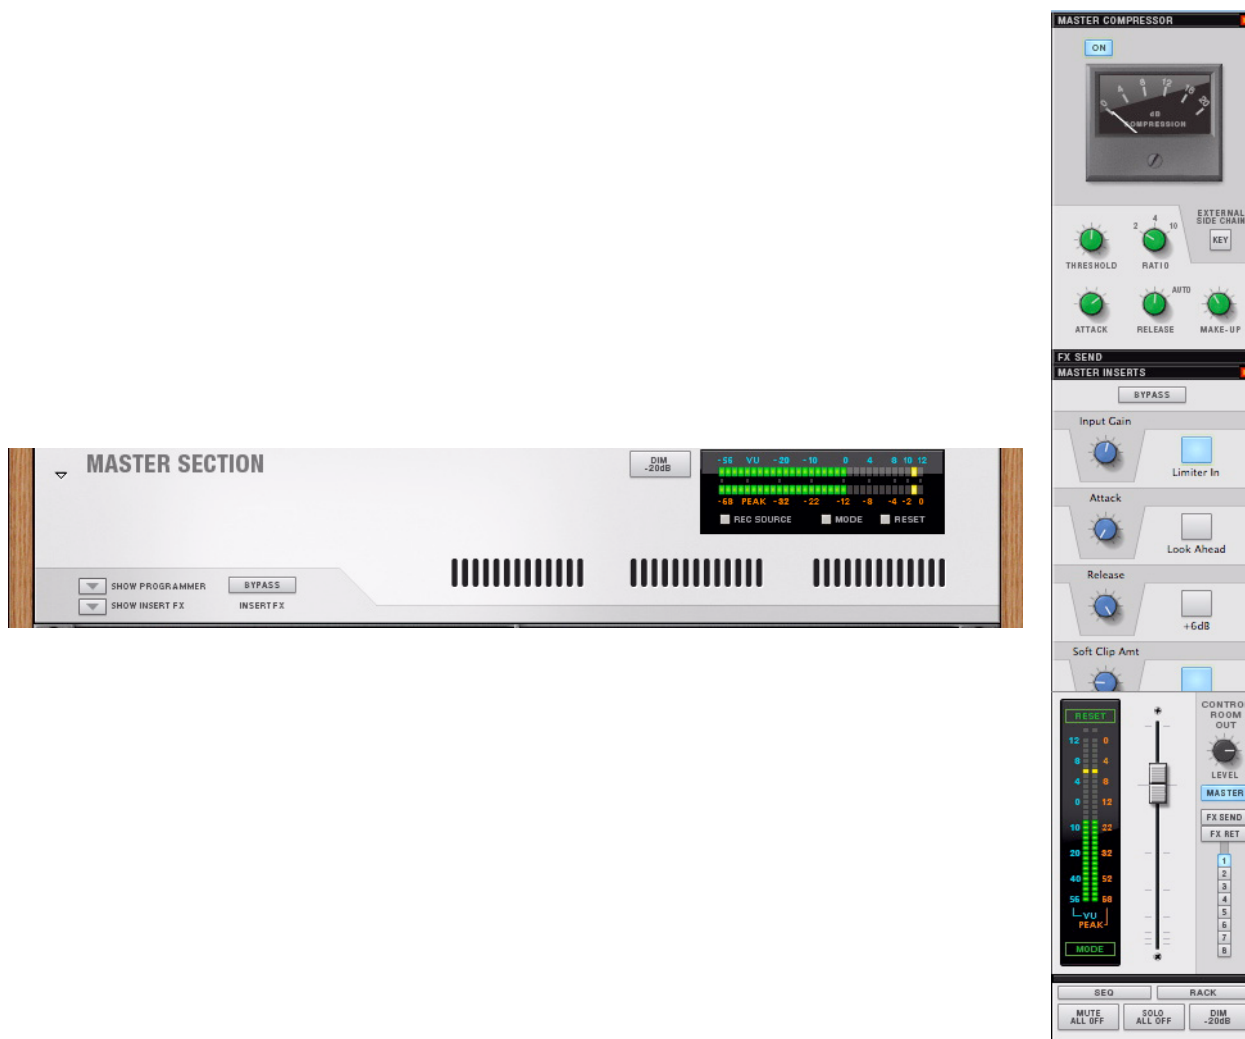 MASTER SECTION
DIM
-20dB
-56 VU -20 -10 0 4 8 10 12
-68 PEAK -32 -22 -12 -8 -4 -2 0
REC SOURCE MODE RESET
SHOW PROGRAMMER
BYPASS
SHOW INSERT FX
INSERT FX
MASTER COMPRESSOR
ON
0 4 8 12 16 20
dB
COMPRESSION
EXTERNAL
SIDE CHAIN
KEY
2 4 10
THRESHOLD RATIO
AUTO
ATTACK RELEASE MAKE-UP
FX SEND
MASTER INSERTS
BYPASS
Input Gain
Limiter In
Attack
Look Ahead
Release
+6dB
Soft Clip Amt
RESET
12 0
8 4
4 8
0 12
10 22
20 32
40 52
56 68
VU
PEAK
MODE
CONTRO
ROOM
OUT
LEVEL
MASTER
FX SEND
FX RET
1
2
3
4
5
6
7
8
SEQ RACK
MUTE
ALL OFF
SOLO
ALL OFF
DIM
-20dB